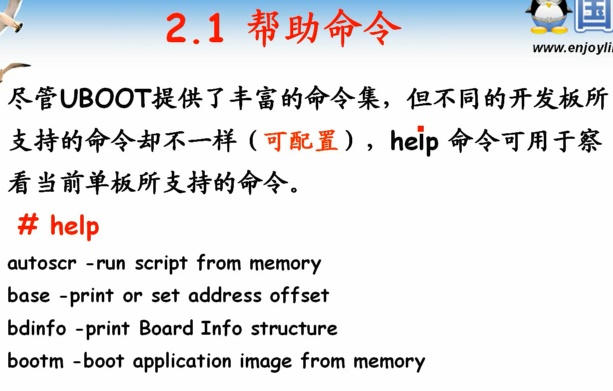 2.1 帮助命令
国
www.enjoyli
尽管UBOOT提供了丰富的命令集，但不同的开发板所
支持的命令却不一样（可配置），help 命令可用于察
看当前单板所支持的命令。
# help
autoscr -run script from memory
base -print or set address offset
bdinfo -print Board Info structure
bootm -boot application image from memory